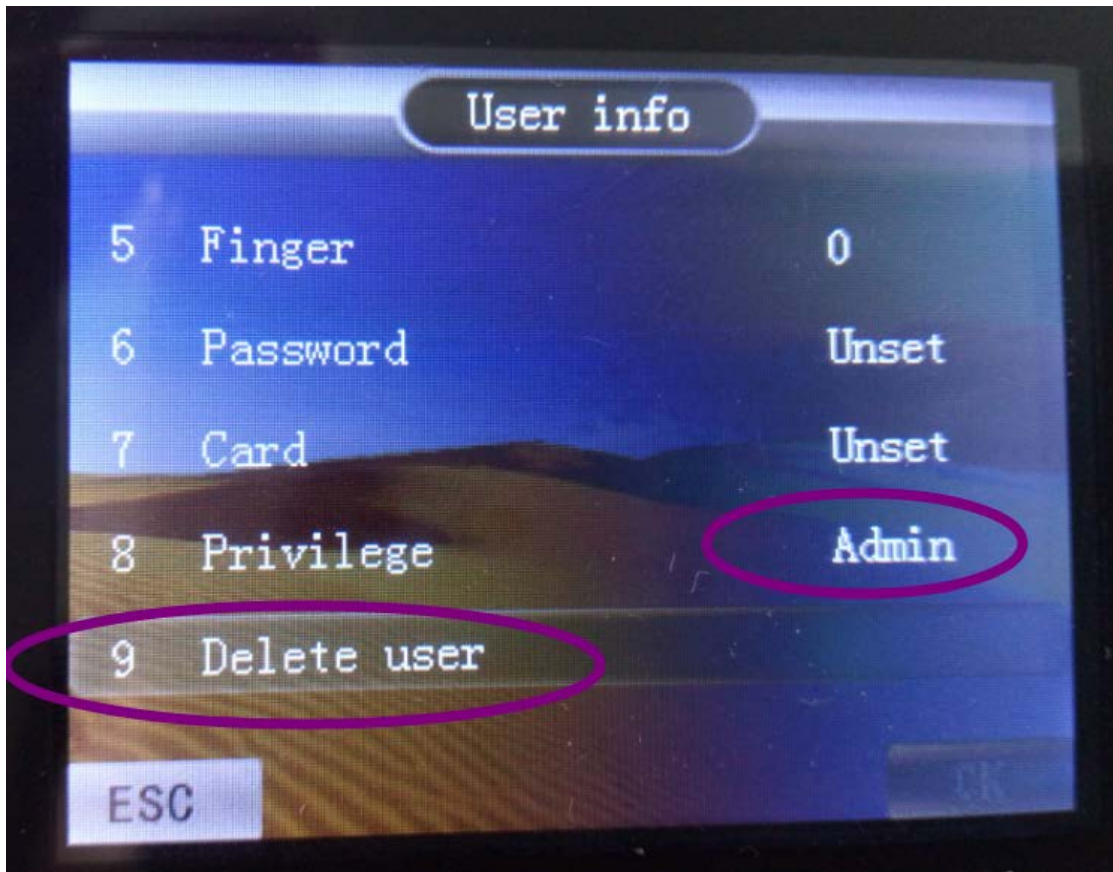 User info
5 Finger 0
6 Password Unset
7 Card Unset
8 Privilege Admin
9 Delete user
ESC